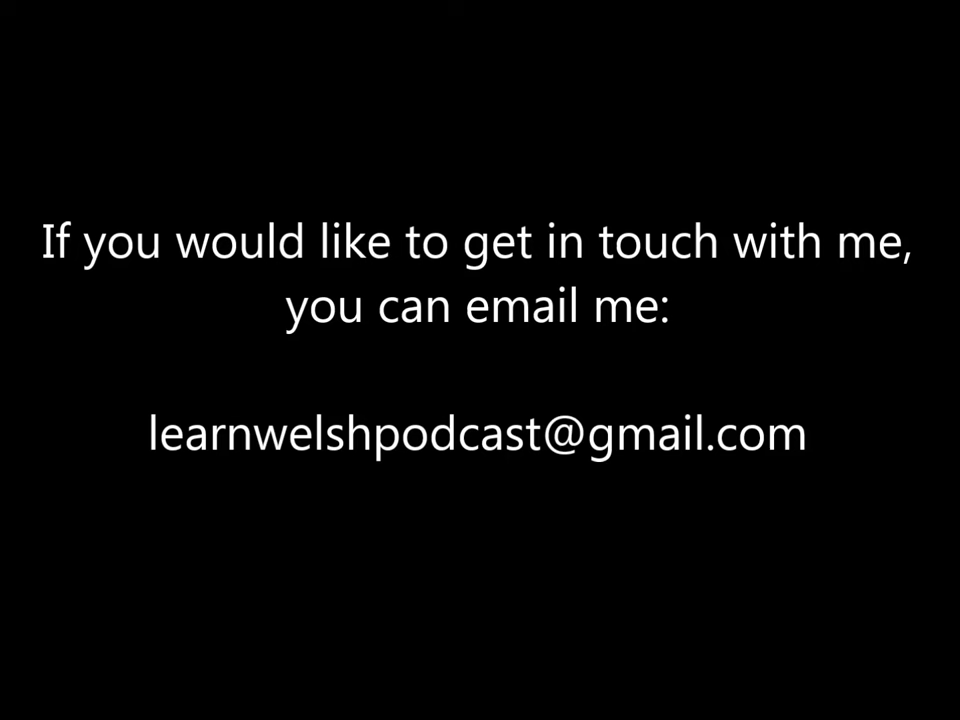 If you would like to get in touch with me,
you can email me:
learnwelshpodcast@gmail.com